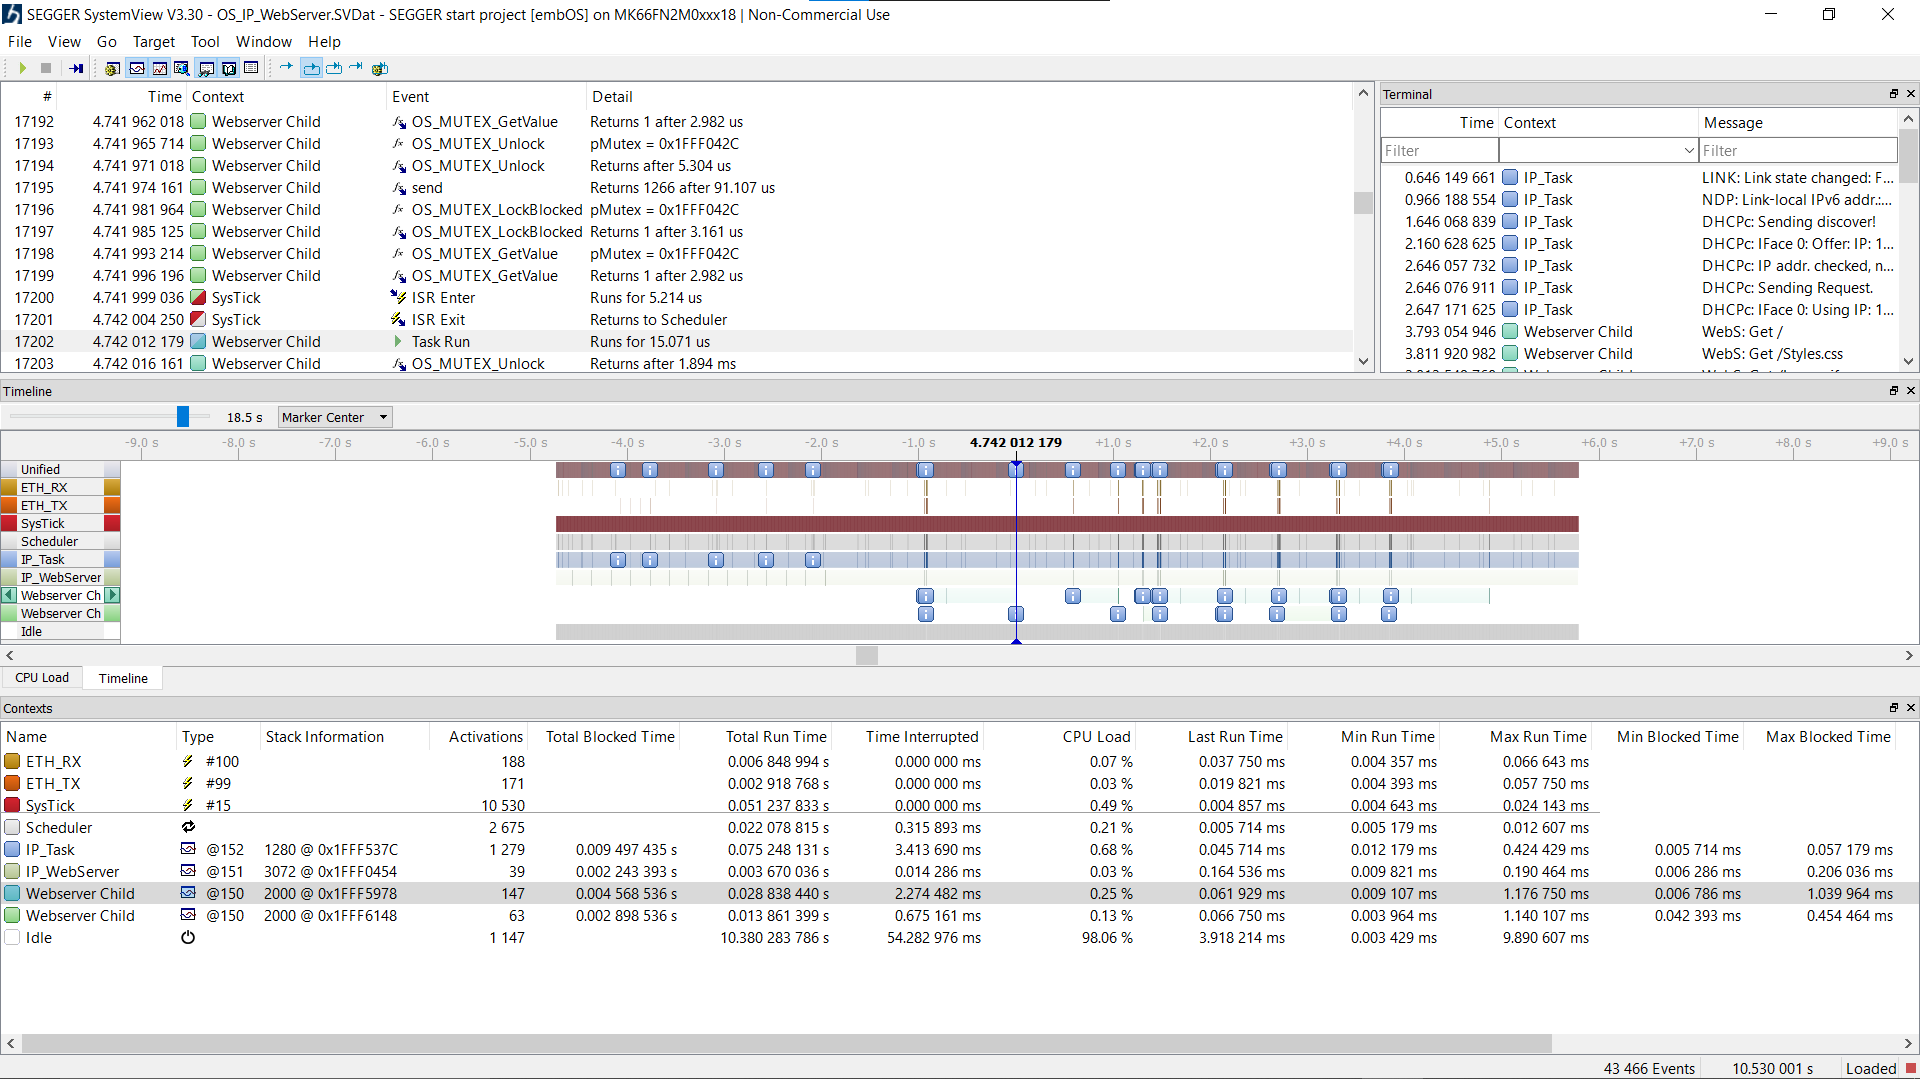 SEGGER SystemView V3.30 - OS_IP_WebServer.SVDat - SEGGER start project [embOS] on MK66FN2M0xxx18 | Non-Commercial Use
File View Go Target Tool Window Help
# Time Context Event Detail
17192 4.741 962 018 Webserver Child OS_MUTEX_GetValue Returns 1 after 2.982 us
17193 4.741 965 714 Webserver Child OS_MUTEX_Unlock pMutex = 0x1FFF042C
17194 4.741 971 018 Webserver Child OS_MUTEX_Unlock Returns after 5.304 us
17195 4.741 974 161 Webserver Child send Returns 1266 after 91.107 us
17196 4.741 981 964 Webserver Child OS_MUTEX_LockBlocked pMutex = 0x1FFF042C
17197 4.741 985 125 Webserver Child OS_MUTEX_LockBlocked Returns 1 after 3.161 us
17198 4.741 993 214 Webserver Child OS_MUTEX_GetValue pMutex = 0x1FFF042C
17199 4.741 996 196 Webserver Child OS_MUTEX_GetValue Returns 1 after 2.982 us
17200 4.741 999 036 SysTick ISR Enter Runs for 5.214 us
17201 4.742 004 250 SysTick ISR Exit Returns to Scheduler
17202 4.742 012 179 Webserver Child Task Run Runs for 15.071 us
17203 4.742 016 161 Webserver Child OS_MUTEX_Unlock Returns after 1.894 ms
Terminal
Time Context Message
Filter Filter
0.646 149 661 IP_Task LINK: Link state changed: F...
0.966 188 554 IP_Task NDP: Link-local IPv6 addr.:...
1.646 068 839 IP_Task DHCPc: Sending discover!
2.160 628 625 IP_Task DHCPc: IFace 0: Offer: IP: 1...
2.646 057 732 IP_Task DHCPc: IP addr. checked, n...
2.646 076 911 IP_Task DHCPc: Sending Request.
2.647 171 625 IP_Task DHCPc: IFace 0: Using IP: 1...
3.793 054 946 Webserver Child WebS: Get /
3.811 920 982 Webserver Child WebS: Get /Styles.css
Timeline
18.5 s Marker Center
-9.0 s -8.0 s -7.0 s -6.0 s -5.0 s -4.0 s -3.0 s -2.0 s -1.0 s 4.742 012 179 +1.0 s +2.0 s +3.0 s +4.0 s +5.0 s +6.0 s +7.0 s +8.0 s +9.0 s
Unified
ETH_RX
ETH_TX
SysTick
Scheduler
IP_Task
IP_WebServer
Webserver Ch
Webserver Ch
Idle
CPU Load Timeline
Contexts
Name Type Stack Information Activations Total Blocked Time Total Run Time Time Interrupted CPU Load Last Run Time Min Run Time Max Run Time Min Blocked Time Max Blocked Time
ETH_RX #100 188 0.006 848 994 s 0.000 000 ms 0.07 % 0.037 750 ms 0.004 357 ms 0.066 643 ms
ETH_TX #99 171 0.002 918 768 s 0.000 000 ms 0.03 % 0.019 821 ms 0.004 393 ms 0.057 750 ms
SysTick #15 10 530 0.051 237 833 s 0.000 000 ms 0.49 % 0.004 857 ms 0.004 643 ms 0.024 143 ms
Scheduler 2 675 0.022 078 815 s 0.315 893 ms 0.21 % 0.005 714 ms 0.005 179 ms 0.012 607 ms
IP_Task @152 1280 @ 0x1FFF537C 1 279 0.009 497 435 s 0.075 248 131 s 3.413 690 ms 0.68 % 0.045 714 ms 0.012 179 ms 0.424 429 ms 0.005 714 ms 0.057 179 ms
IP_WebServer @151 3072 @ 0x1FFF0454 39 0.002 243 393 s 0.003 670 036 s 0.014 286 ms 0.03 % 0.164 536 ms 0.009 821 ms 0.190 464 ms 0.006 286 ms 0.206 036 ms
Webserver Child @150 2000 @ 0x1FFF5978 147 0.004 568 536 s 0.028 838 440 s 2.274 482 ms 0.25 % 0.061 929 ms 0.009 107 ms 1.176 750 ms 0.006 786 ms 1.039 964 ms
Webserver Child @150 2000 @ 0x1FFF6148 63 0.002 898 536 s 0.013 861 399 s 0.675 161 ms 0.13 % 0.066 750 ms 0.003 964 ms 1.140 107 ms 0.042 393 ms 0.454 464 ms
Idle 1 147 10.380 283 786 s 54.282 976 ms 98.06 % 3.918 214 ms 0.003 429 ms 9.890 607 ms
43 466 Events 10.530 001 s Loaded